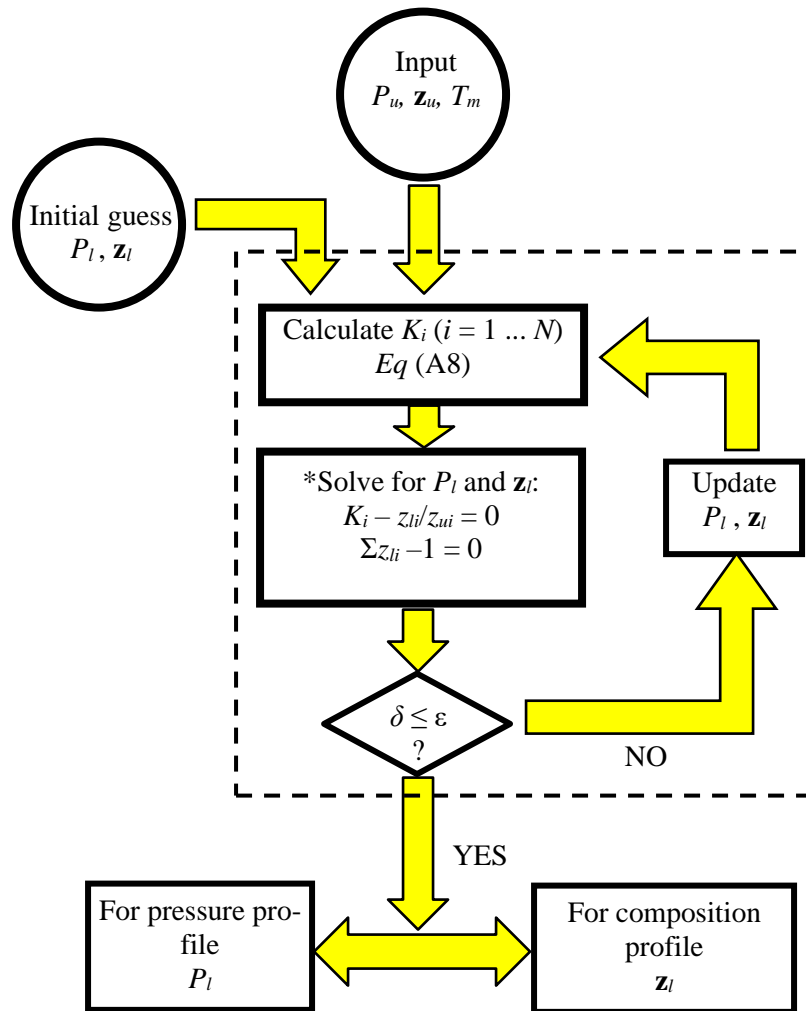 Input
Pu, zu, Tm
Initial guess
Pl , zl
Calculate Ki (i = 1 ... N)
Eq (A8)
*Solve for Pl and zl:
Ki – zli/zui = 0
Σzli –1 = 0
Update
Pl , zl
δ ≤ ε
?
NO
YES
For pressure pro-
file
Pl
For composition
profile
zl